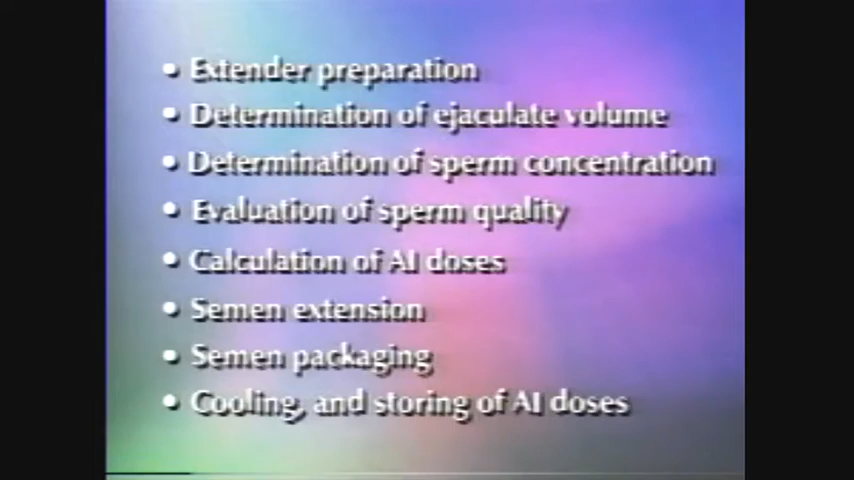 • Extender preparation
• Determination of ejaculate volume
• Determination of sperm concentration
• Evaluation of sperm quality
• Calculation of AI doses
• Semen extension
• Semen packaging
• Cooling, and storing of AI doses